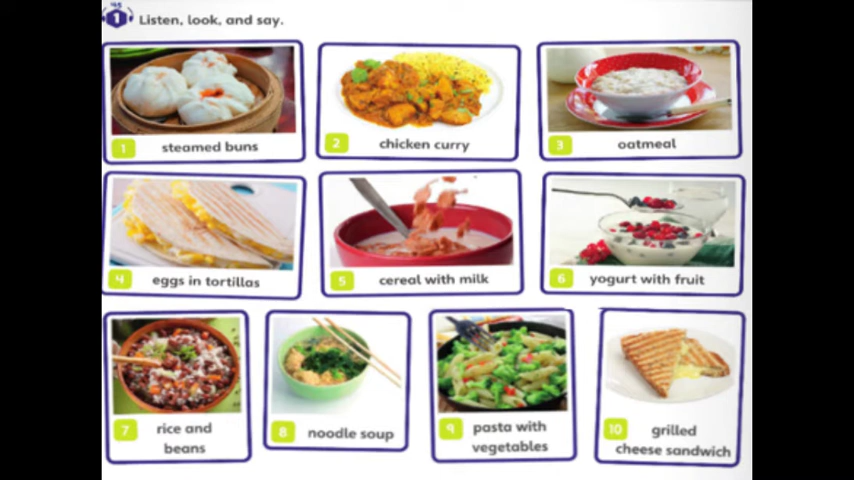 1 Listen, look, and say.
1 steamed buns
2 chicken curry
3 oatmeal
4 eggs in tortillas
5 cereal with milk
6 yogurt with fruit
7 rice and
beans
8 noodle soup
9 pasta with
vegetables
10 grilled
cheese sandwich